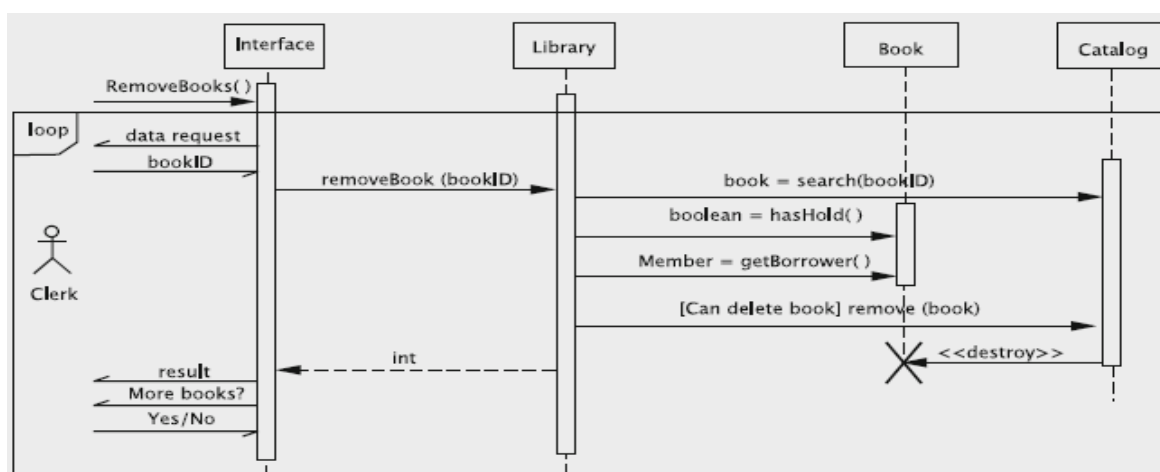 Interface
Library
Book
Catalog
RemoveBooks( )
loop
data request
bookID
removeBook (bookID)
book = search(bookID)
boolean = hasHold( )
Member = getBorrower( )
Clerk
[Can delete book] remove (book)
int
<<destroy>>
result
More books?
Yes/No